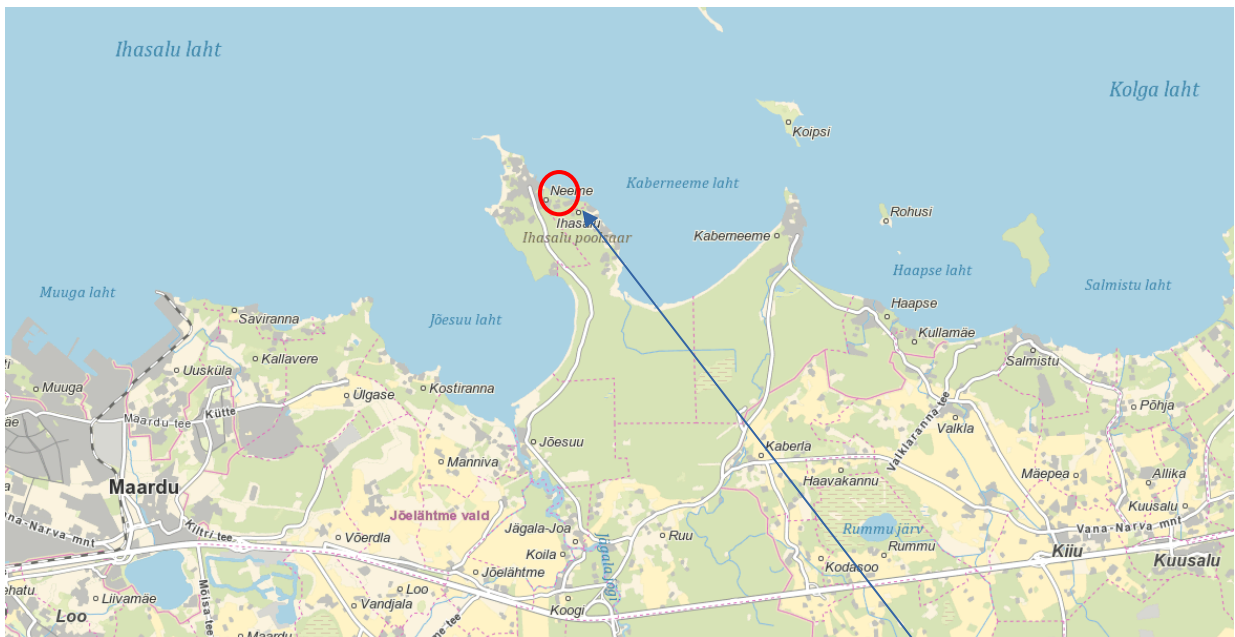 Ihasalu laht
Kolga laht
Koipsi
Kaberneeme laht
Neeme
Ihasalu
Rohusi
Ihasalu poolsaar
Kaberneeme
Haapse laht
Salmistu laht
Muuga laht
Haapse
Saviranna
Jõesuu laht
Kullamäe
Kallavere
Salmistu
Uusküla
Muuga
Ülgase
Kostiranna
Põhja
Maardu-tee
Kütte
Valklaranna-tee
Valkla
Jõesuu
Kaberla
Manniva
Haavakannu
Mäepea
Allika
Maardu
Jõelähtme vald
Kuusalu
Vana-Narva mnt
Kiltri-tee
Jägala-Joa
Rummu järv
Vana-Narva mnt
Võerdla
Ruu
Koila
Jägala jõgi
Rummu
Kiiu
Kodasoo
Kuusalu
Jõelähtme
Loo
Liivamäe
Mõisa-tee
Vandjala
Koogi
Loo
Maardu